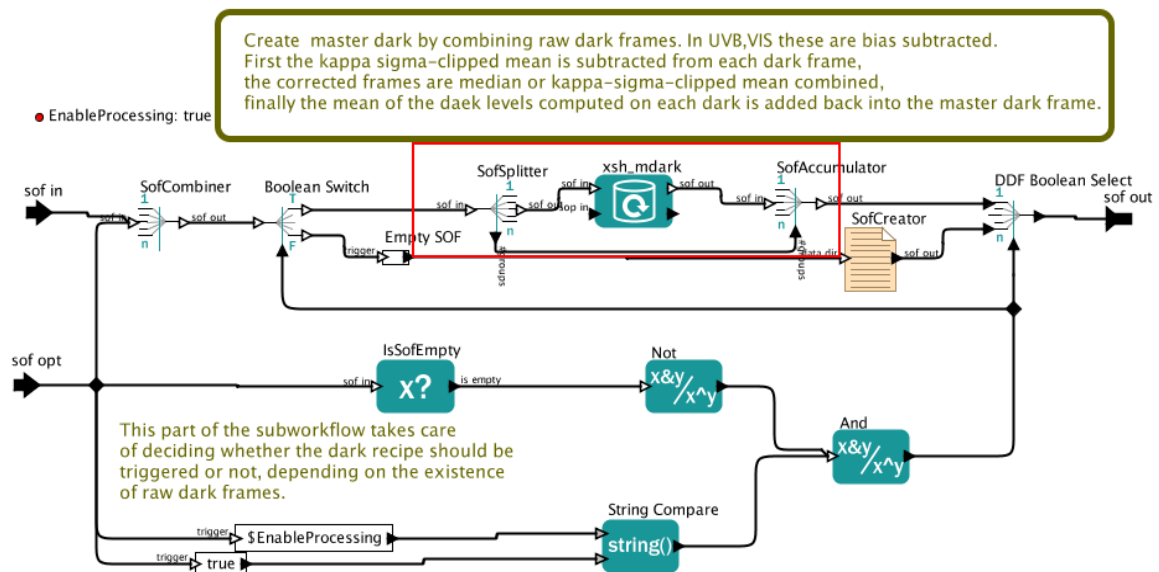 Create  master dark by combining raw dark frames. In UVB,VIS these are bias subtracted.
First the kappa sigma-clipped mean is subtracted from each dark frame,
the corrected frames are median or kappa-sigma-clipped mean combined,
finally the mean of the daek levels computed on each dark is added back into the master dark frame.
EnableProcessing: true
sof in
SofCombiner
Boolean Switch
SofSplitter
xsh_mdark
SofAccumulator
DDF Boolean Select
sof out
1
n
sof in
sof out
T
F
sof in
1
n
sof out
sof in
sop in
sof out
sof in
1
n
sof out
SofCreator
1
n
Empty SOF
trigger
#groups
#groups
data dir
sof out
sof opt
IsSofEmpty
sof in
x?
is empty
Not
x&y
/x^y
And
x&y
/x^y
This part of the subworkflow takes care
of deciding whether the dark recipe should be
triggered or not, depending on the existence
of raw dark frames.
String Compare
trigger
$EnableProcessing
string()
trigger
true